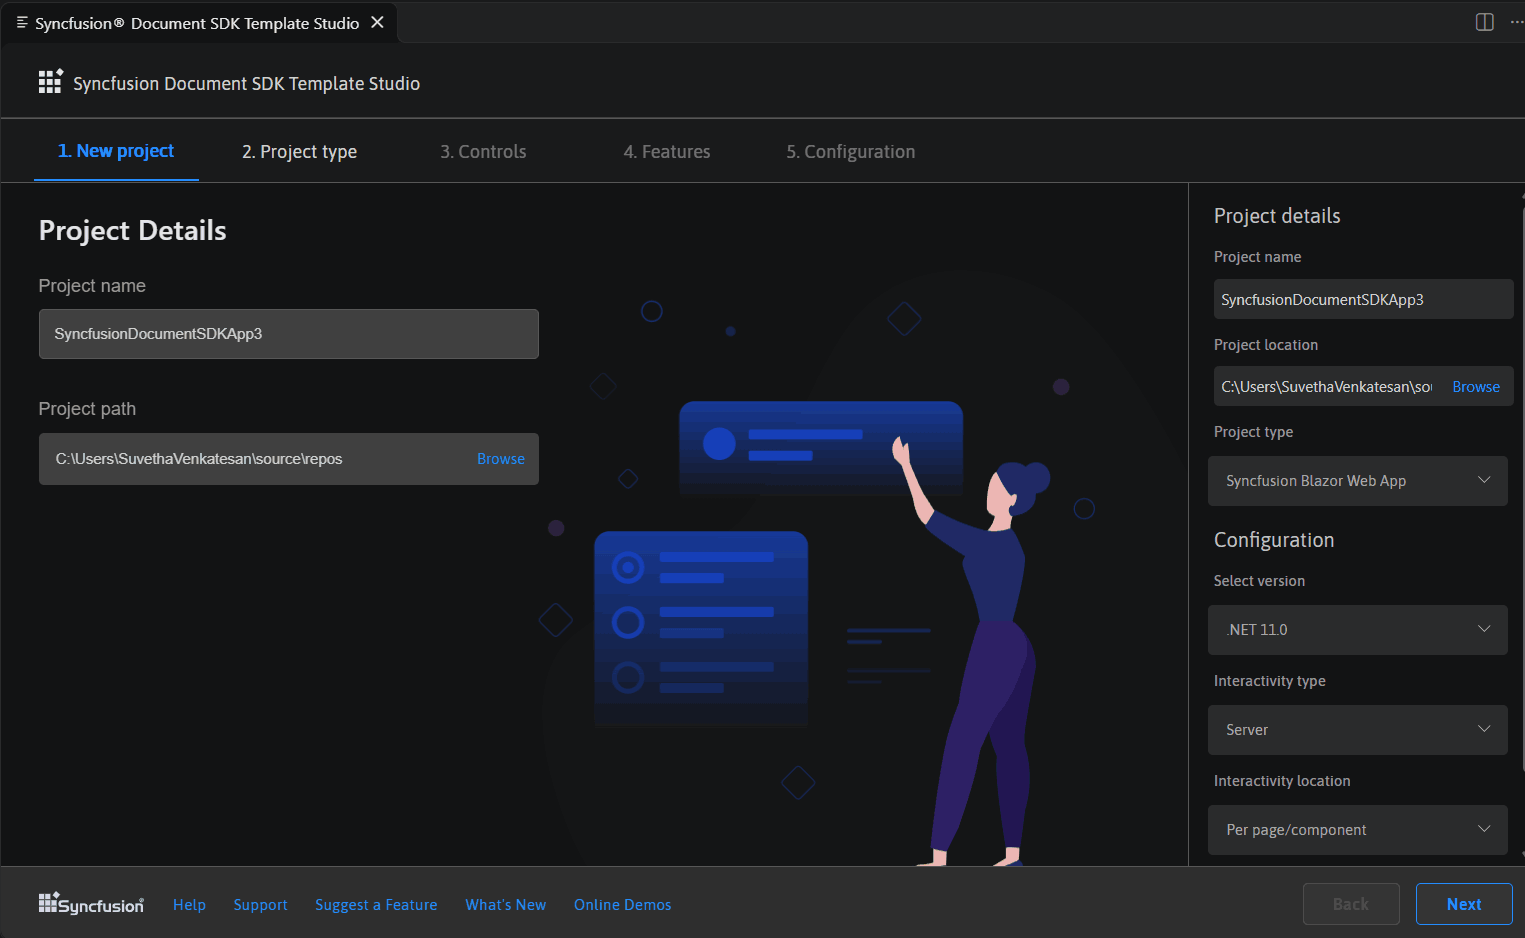 Syncfusion® Document SDK Template Studio
Syncfusion Document SDK Template Studio
1. New project
2. Project type
3. Controls
4. Features
5. Configuration
Project Details
Project name
SyncfusionDocumentSDKApp3
Project path
C:\Users\SuvethaVenkatesan\source\repos
Browse
Project details
Project name
SyncfusionDocumentSDKApp3
Project location
C:\Users\SuvethaVenkatesan\sou
Browse
Project type
Syncfusion Blazor Web App
Configuration
Select version
.NET 11.0
Interactivity type
Server
Interactivity location
Per page/component
Syncfusion®
Help
Support
Suggest a Feature
What's New
Online Demos
Back
Next